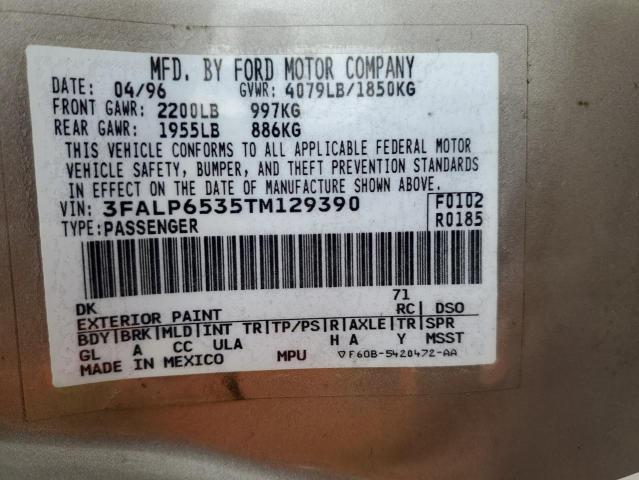 MFD. BY FORD MOTOR COMPANY
DATE: 04/96 GVWR: 4079LB/1850KG
FRONT GAWR: 2200LB 997KG
REAR GAWR: 1955LB 886KG
THIS VEHICLE CONFORMS TO ALL APPLICABLE FEDERAL MOTOR
VEHICLE SAFETY, BUMPER, AND THEFT PREVENTION STANDARDS
IN EFFECT ON THE DATE OF MANUFACTURE SHOWN ABOVE.
VIN: 3FALP6535TM129390 F0102
TYPE: PASSENGER R0185
71
DK RC DSO
EXTERIOR PAINT
BDY BRK MLD INT TR TP/PS R AXLE TR SPR
GL A CC ULA H A Y MSST
MADE IN MEXICO MPU ▽F60B-5420472-AA